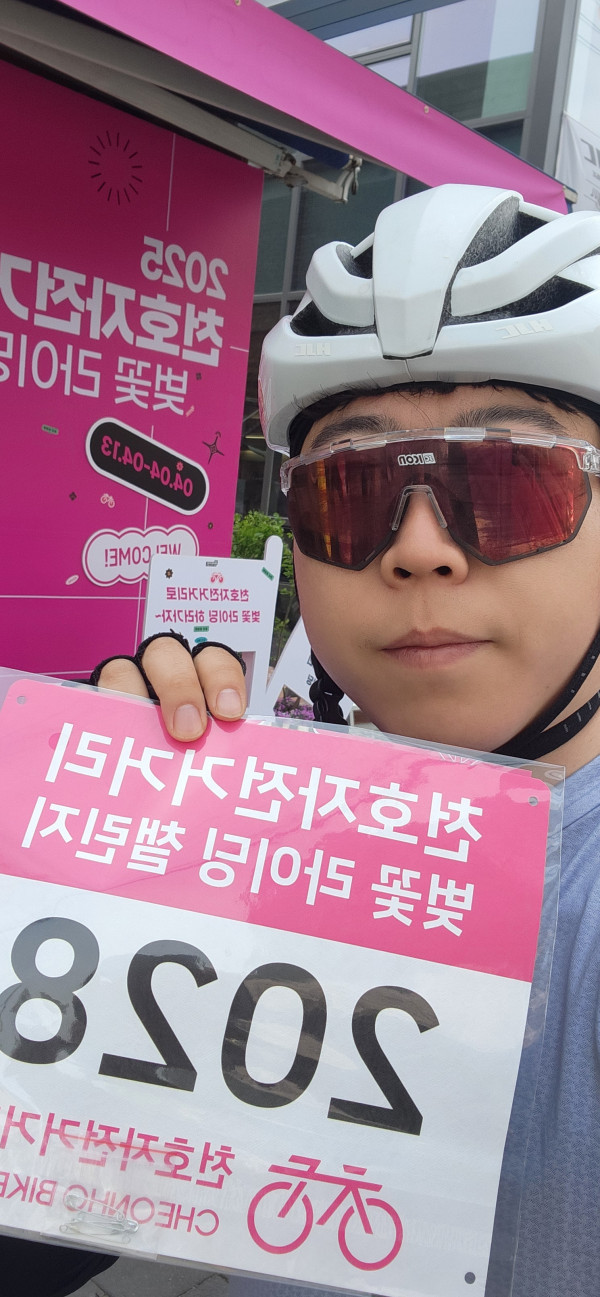 2025
천호자전거
벚꽃 라이딩
04.04-04.13
WELCOME!
천호자전거거리로
벚꽃 라이딩 하러가자~
HJC
HJC
SCICON
천호자전거거리
벚꽃 라이딩 챌린지
2028
천호자전거거
CHEONHO BIKE